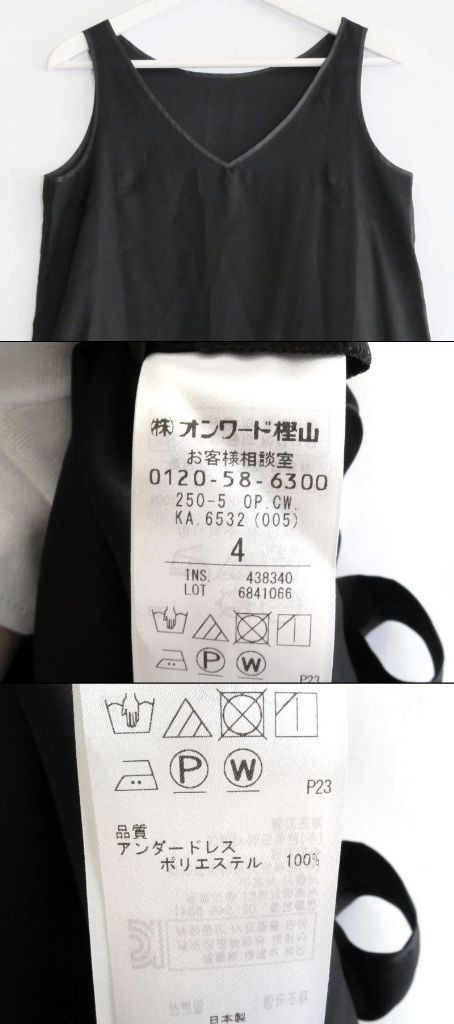 (株)オンワード樫山
お客様相談室
0120-58-6300
250-5 OP.CW.
KA.6532 (005)
4
INS. 438340
LOT 6841066
P W
P23
P W
P23
品質
アンダードレス
ポリエステル 100%
日本製